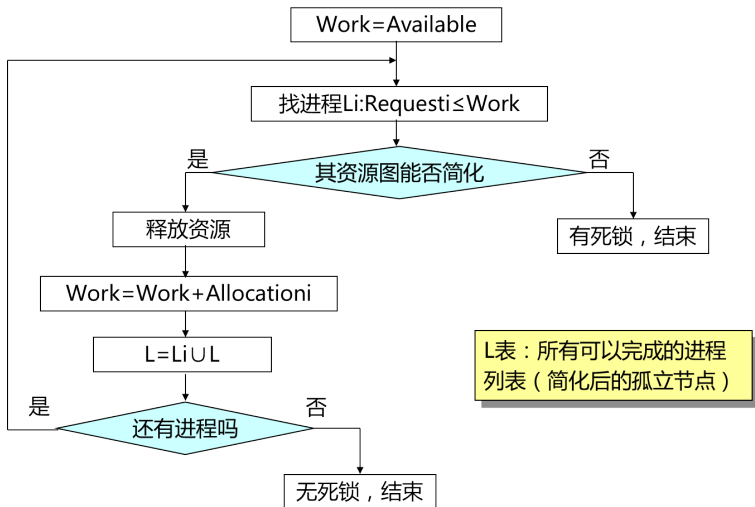 Work=Available
找进程Li:Requesti≤Work
其资源图能否简化
是
否
释放资源
有死锁，结束
Work=Work+Allocationi
L=Li∪L
L表：所有可以完成的进程
列表（简化后的孤立节点）
还有进程吗
是
否
无死锁，结束